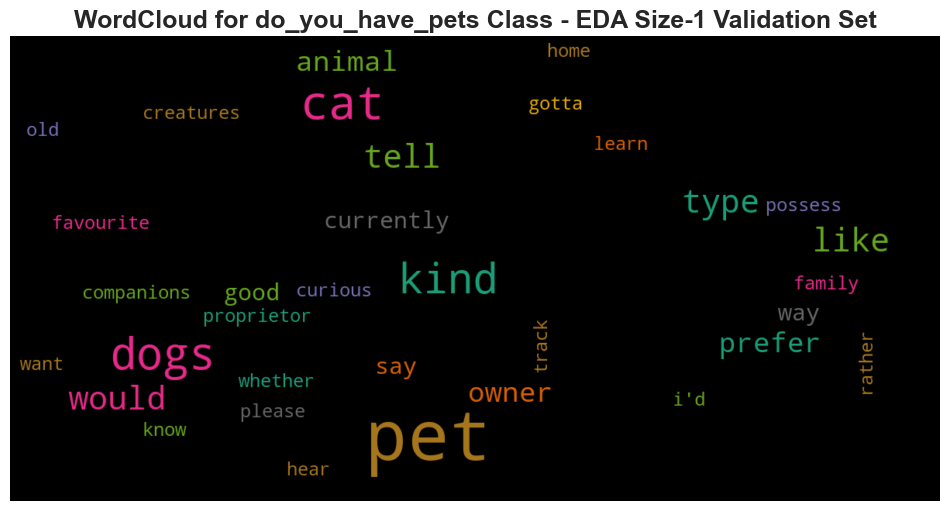 WordCloud for do_you_have_pets Class - EDA Size-1 Validation Set
home
animal
cat
gotta
creatures
old
learn
tell
type
possess
favourite
currently
like
kind
family
companions
good
curious
way
proprietor
track
prefer
dogs
rather
want
say
whether
owner
would
i'd
please
know
pet
hear